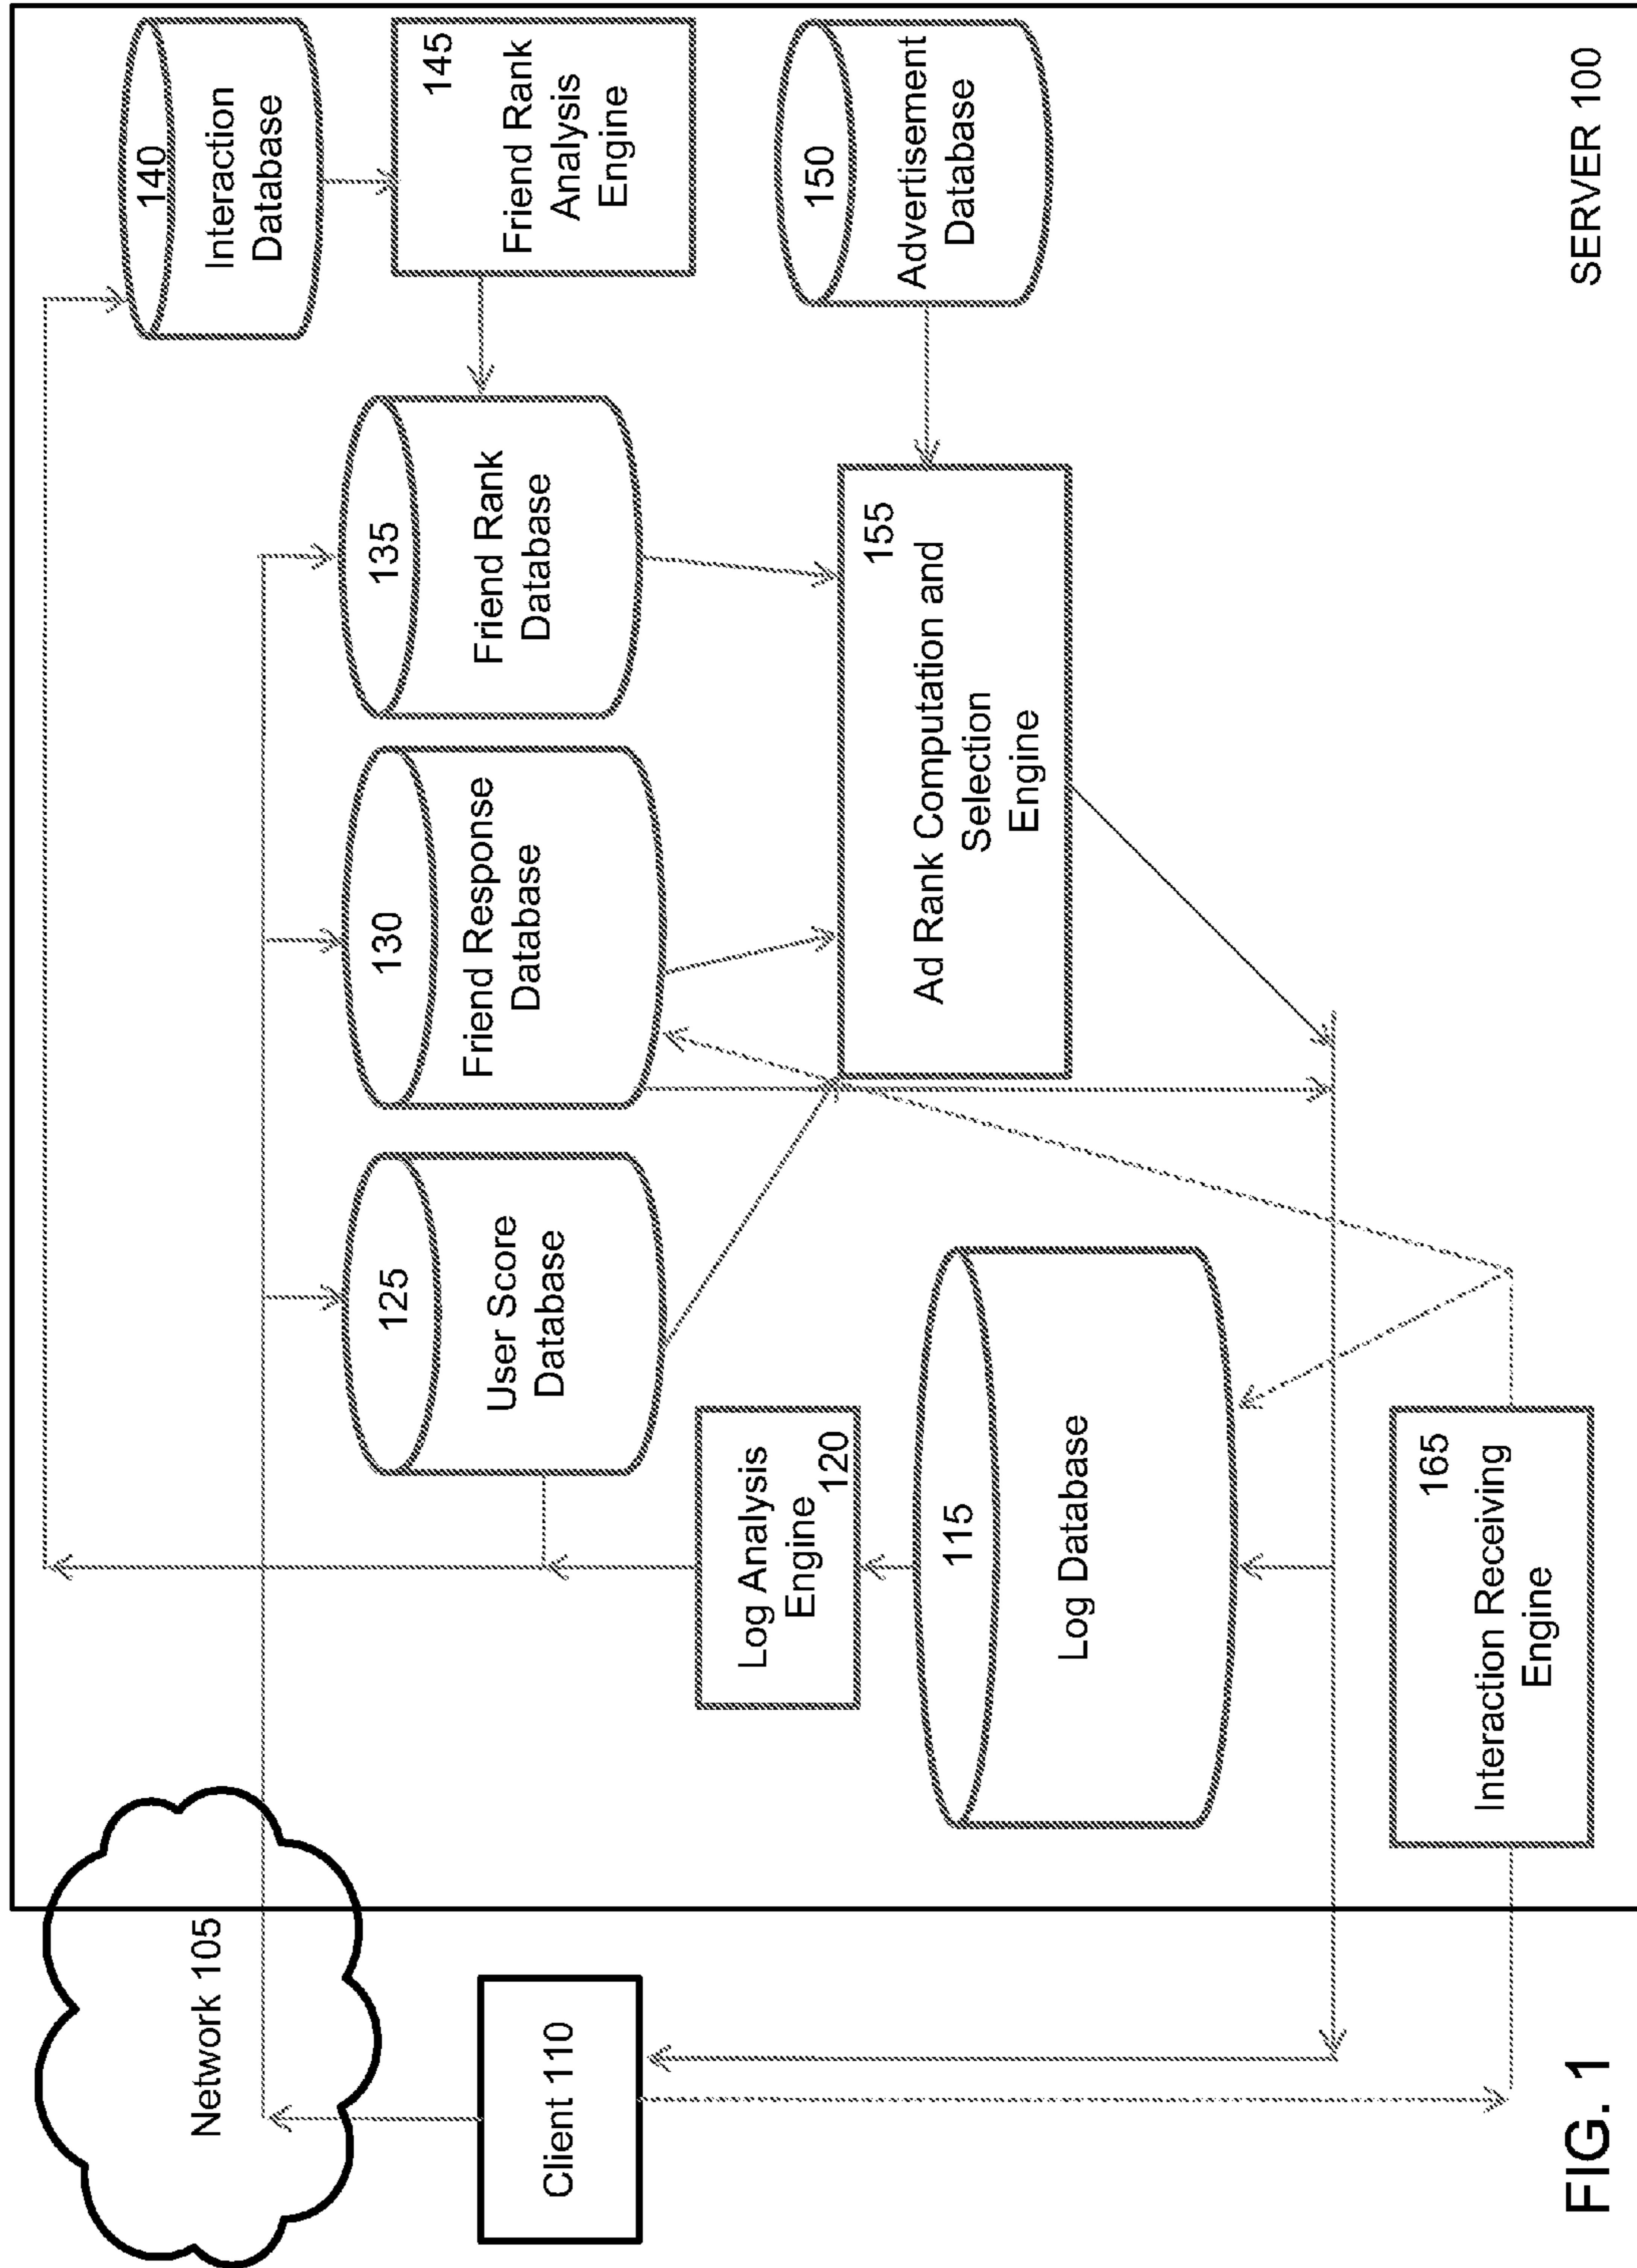 Network 105
Client 110
125
User Score
Database
130
Friend Response
Database
135
Friend Rank
Database
140
Interaction
Database
145
Friend Rank
Analysis
Engine
Log Analysis
Engine
120
115
Log Database
155
Ad Rank Computation and
Selection
Engine
150
Advertisement
Database
165
Interaction Receiving
Engine
SERVER 100
FIG. 1